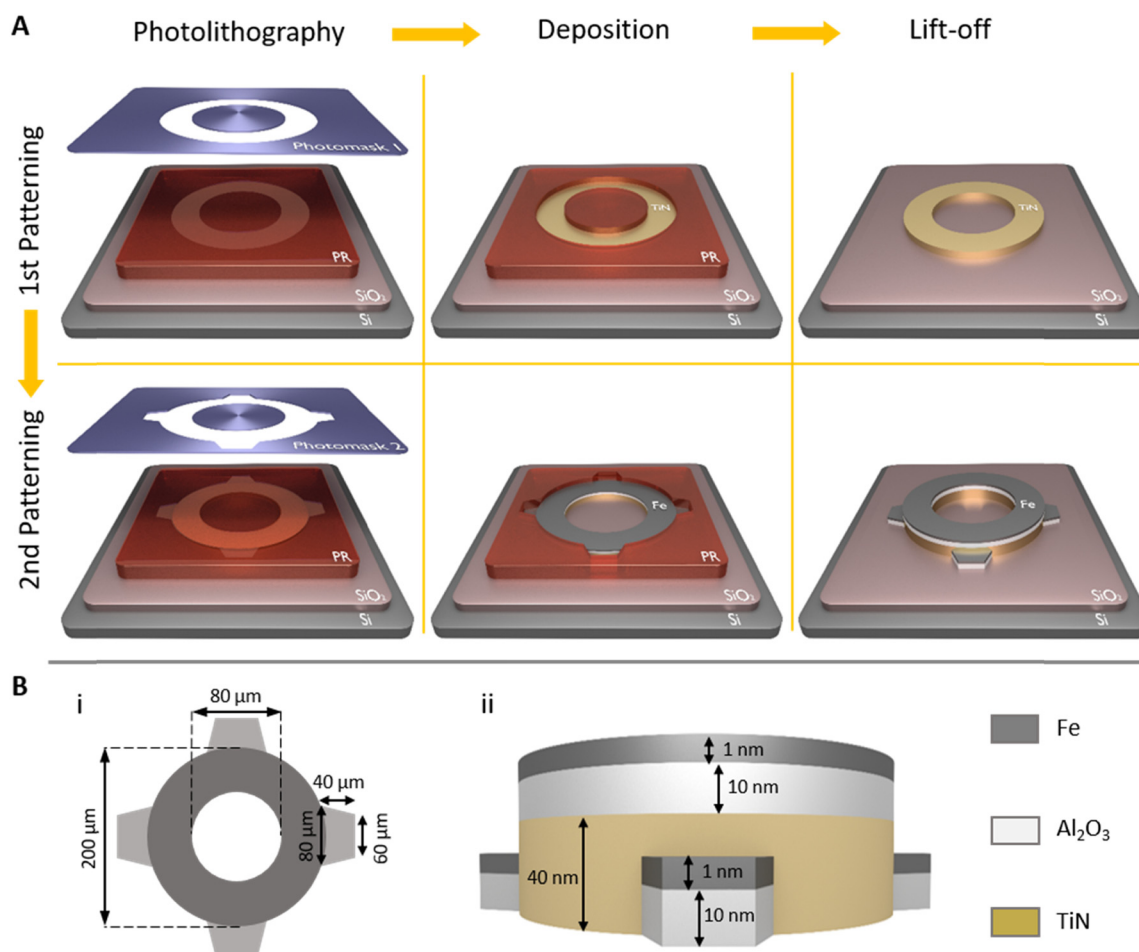 A
Photolithography
Deposition
Lift-off
1st Patterning
Photomask 1
PR
SiO₂
Si
TiN
PR
SiO₂
Si
TiN
SiO₂
Si
2nd Patterning
Photomask 2
PR
SiO₂
Si
Fe
PR
SiO₂
Si
Fe
SiO₂
Si
B
i
80 µm
200 µm
40 µm
80 µm
60 µm
ii
1 nm
10 nm
40 nm
1 nm
10 nm
Fe
Al₂O₃
TiN